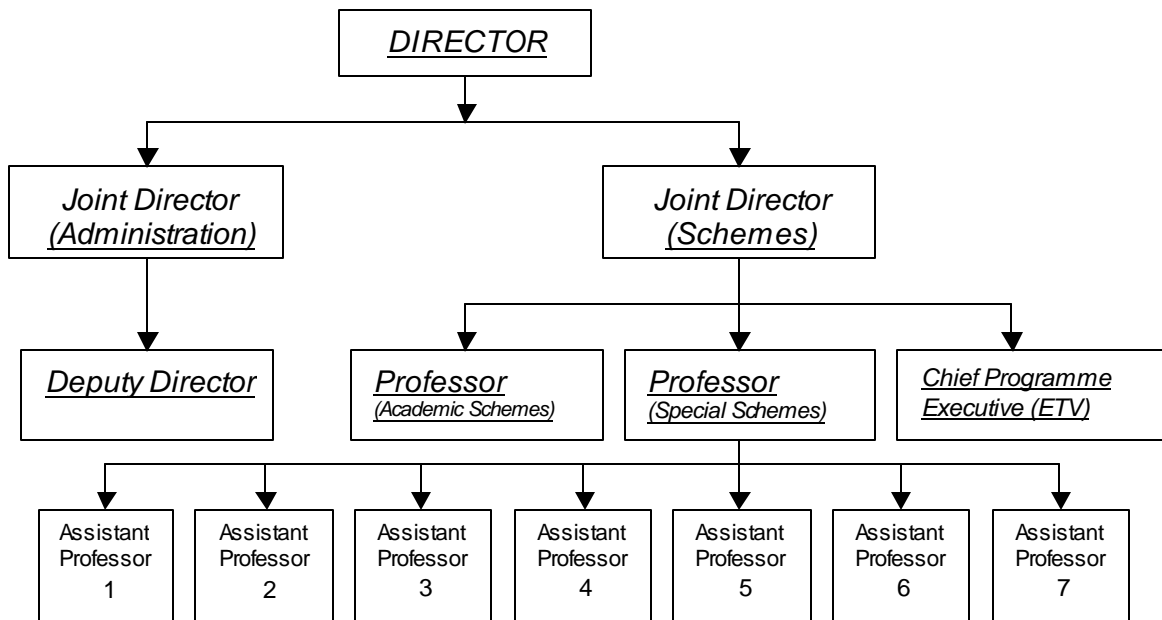 DIRECTOR
Joint Director
(Administration)
Joint Director
(Schemes)
Deputy Director
Professor
(Academic Schemes)
Professor
(Special Schemes)
Chief Programme
Executive (ETV)
Assistant
Professor
1
Assistant
Professor
2
Assistant
Professor
3
Assistant
Professor
4
Assistant
Professor
5
Assistant
Professor
6
Assistant
Professor
7